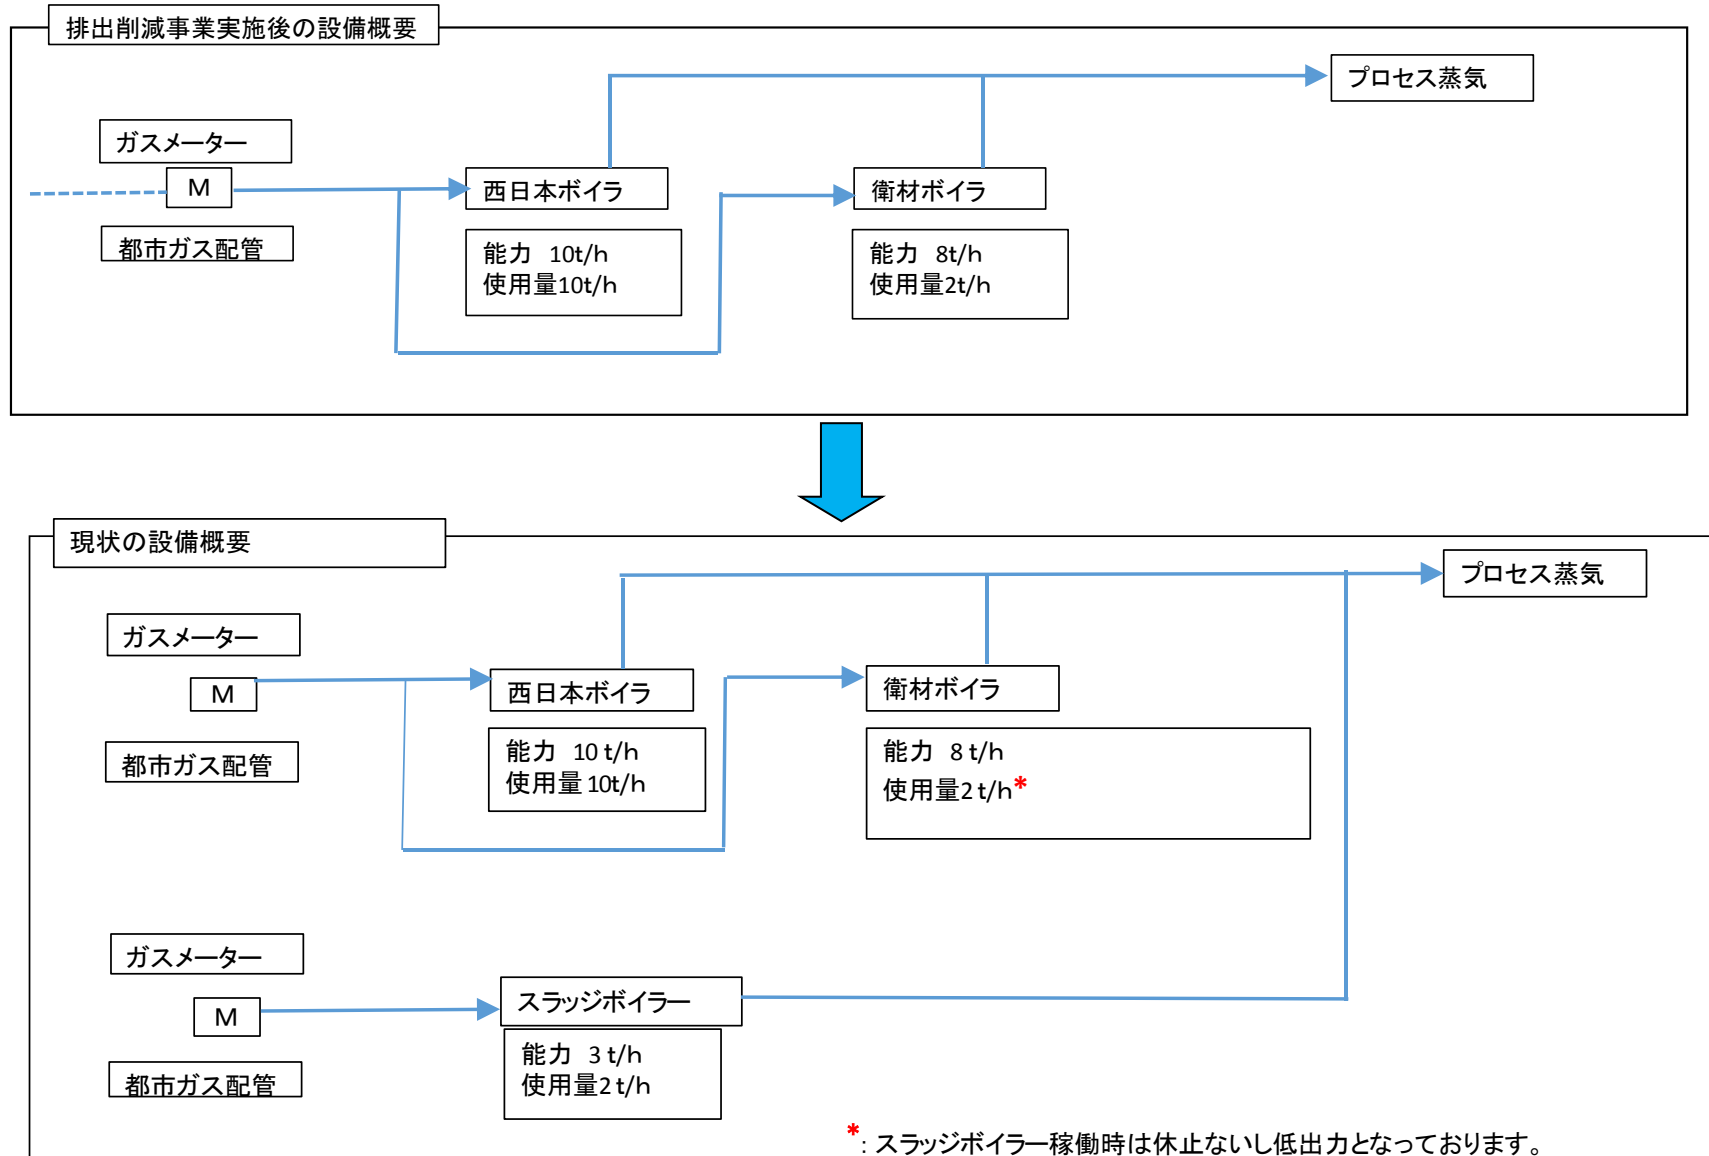 排出削減事業実施後の設備概要
プロセス蒸気
ガスメーター
M
西日本ボイラ
衛材ボイラ
都市ガス配管
能力 10t/h
使用量10t/h
能力 8t/h
使用量2t/h
現状の設備概要
プロセス蒸気
ガスメーター
M
西日本ボイラ
衛材ボイラ
都市ガス配管
能力 10 t/h
使用量 10t/h
能力 8 t/h
使用量2 t/h*
ガスメーター
M
スラッジボイラー
都市ガス配管
能力 3 t/h
使用量2 t/h
*: スラッジボイラー稼働時は休止ないし低出力となっております。